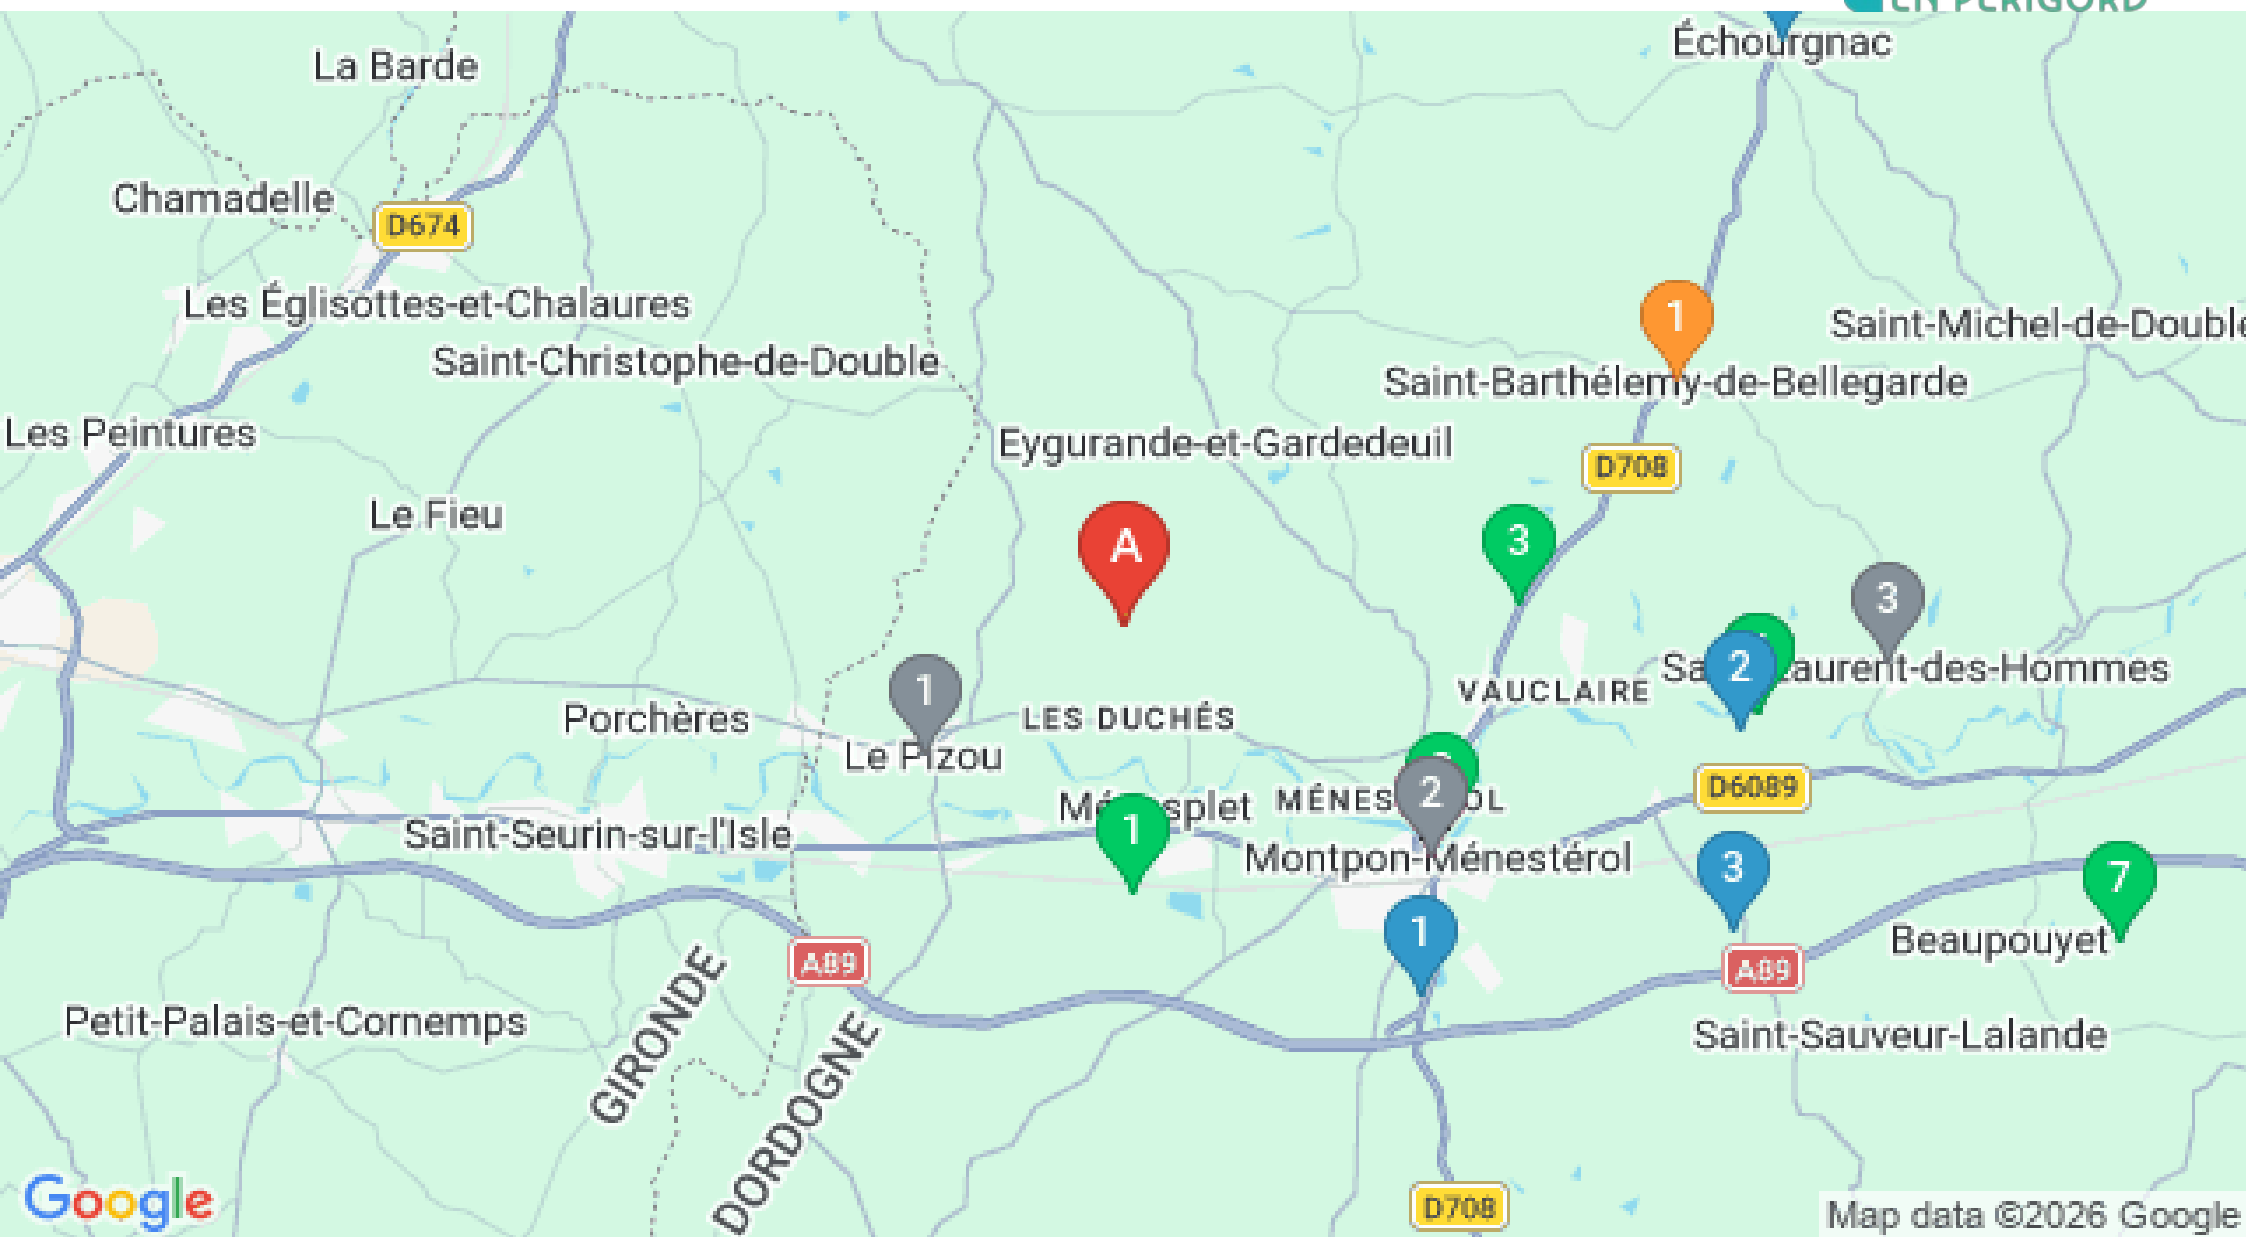 EN PÉRIGORD
Échourgnac
La Barde
Chamadelle
D674
Les Églisottes-et-Chalaures
1
Saint-Michel-de-Double
Saint-Christophe-de-Double
Saint-Barthélemy-de-Bellegarde
Les Peintures
Eygurande-et-Gardedeuil
D708
Le Fieu
A
3
3
1
2
Saint-Laurent-des-Hommes
VAUCLAIRE
Porchères
LES DUCHÉS
Le Pizou
D6089
2
Ménesplet
MÉNESTÉROL
1
Saint-Seurin-sur-l'Isle
Montpon-Ménestérol
3
7
1
Beaupouyet
A89
A89
Petit-Palais-et-Cornemps
GIRONDE
DORDOGNE
Saint-Sauveur-Lalande
D708
Google
Map data ©2026 Google